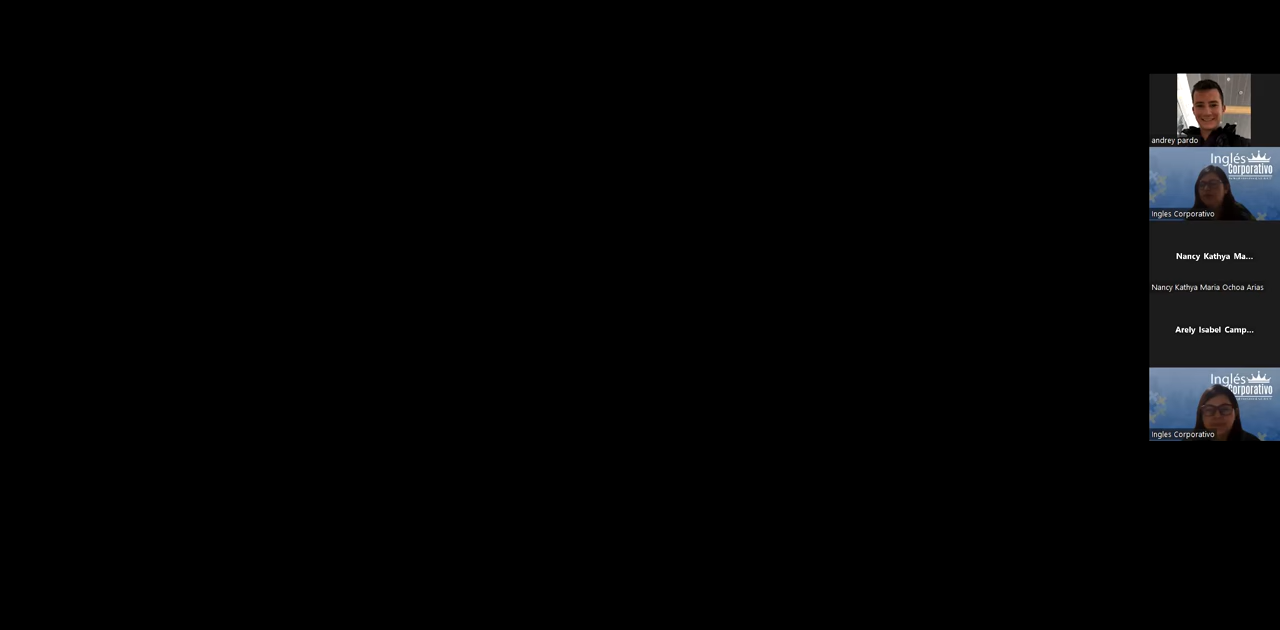 andrey pardo
Inglés
Corporativo
Ingles Corporativo
Nancy Kathya Ma...
Nancy Kathya Maria Ochoa Arias
Arely Isabel Camp...
Inglés
Corporativo
Ingles Corporativo